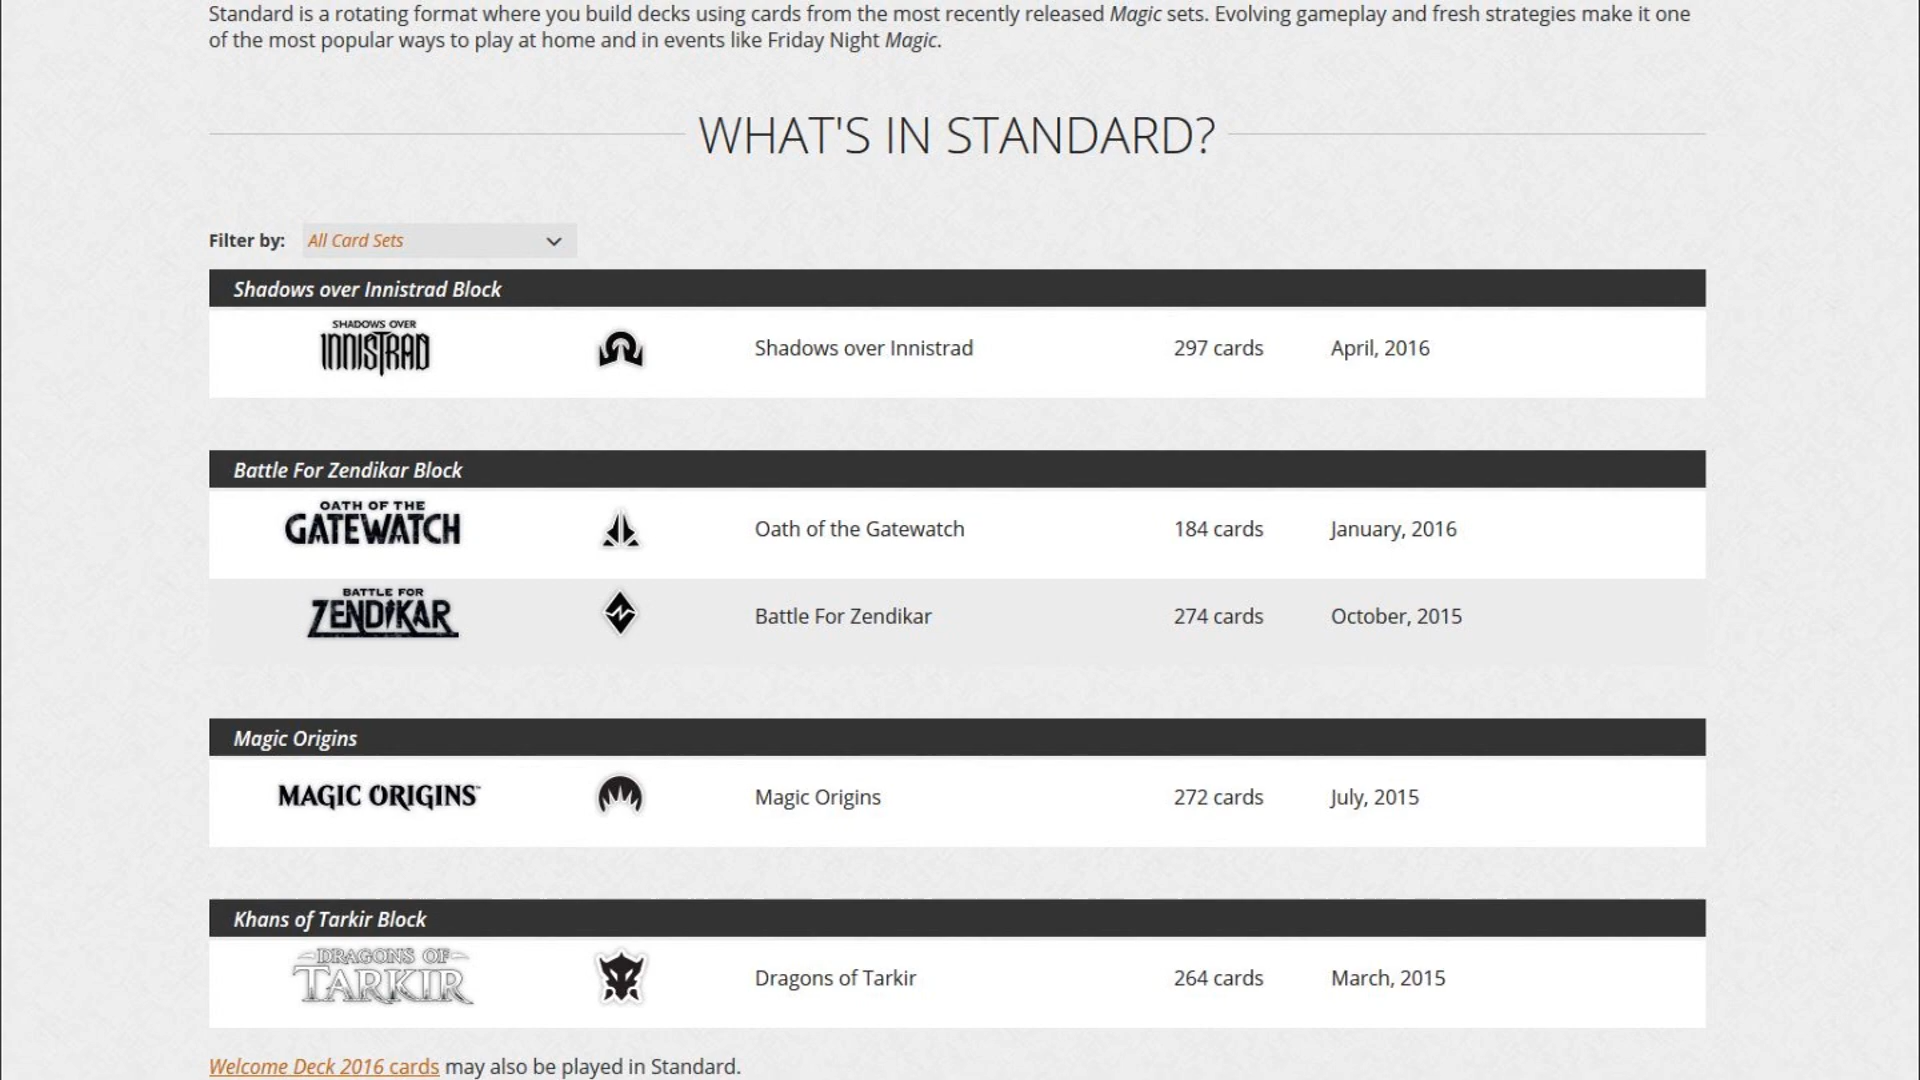 Standard is a rotating format where you build decks using cards from the most recently released Magic sets. Evolving gameplay and fresh strategies make it one
of the most popular ways to play at home and in events like Friday Night Magic.
WHAT'S IN STANDARD?
Filter by: All Card Sets
Shadows over Innistrad Block
SHADOWS OVER
INNISTRAD
Shadows over Innistrad 297 cards April, 2016
Battle For Zendikar Block
OATH OF THE
GATEWATCH
Oath of the Gatewatch 184 cards January, 2016
BATTLE FOR
ZENDIKAR
Battle For Zendikar 274 cards October, 2015
Magic Origins
MAGIC ORIGINS™
Magic Origins 272 cards July, 2015
Khans of Tarkir Block
DRAGONS OF
TARKIR
Dragons of Tarkir 264 cards March, 2015
Welcome Deck 2016 cards may also be played in Standard.